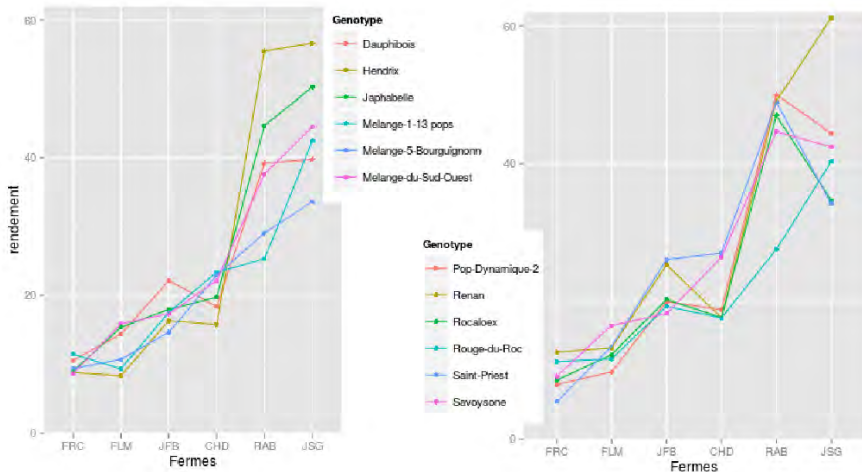 60
40
20
0
rendement
FRC FLM JFB CHD RAB JSG
Fermes
Genotype
Dauphibois
Hendrix
Japhabelle
Melange-1-13 pops
Melange-5-Bourguignonn
Melange-du-Sud-Ouest
60
40
0
Genotype
Pop-Dynamique-2
Renan
Rocaloex
Rouge-du-Roc
Saint-Priest
Savoysone
FRC FLM JFB CHD RAB JSG
Fermes